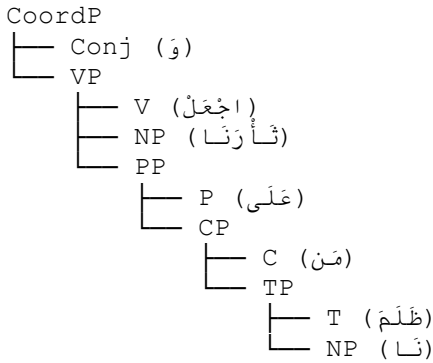 CoordP
├── Conj (وَ)
└── VP
    ├── V (اجْعَلْ)
    ├── NP (ثَأْرَنَا)
    └── PP
        ├── P (عَلَى)
        └── CP
            ├── C (مَن)
            └── TP
                ├── T (ظَلَمَ)
                └── NP (نَا)